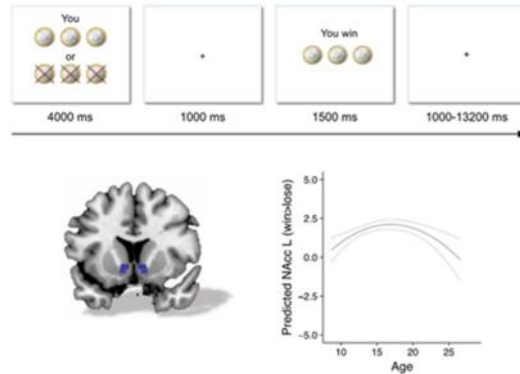 You
or
You win
*
*
4000 ms
1000 ms
1500 ms
1000-13200 ms
Predicted NAcc L (win>lose)
5.0
2.5
0.0
−2.5
−5.0
10
15
20
25
Age